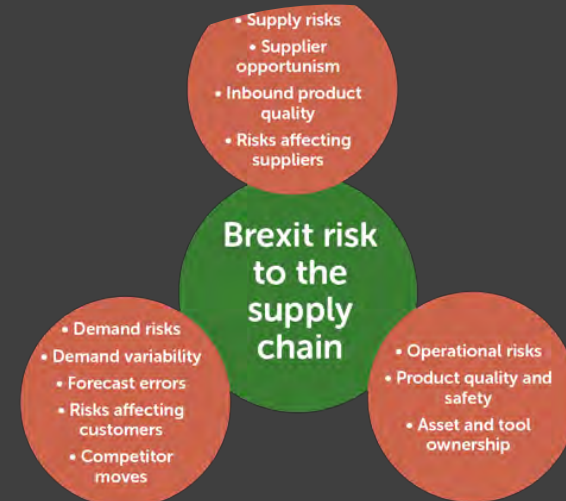 • Supply risks
• Supplier
opportunism
• Inbound product
quality
• Risks affecting
suppliers
Brexit risk
to the
supply
chain
• Demand risks
• Demand variability
• Forecast errors
• Risks affecting
customers
• Competitor
moves
• Operational risks
• Product quality and
safety
• Asset and tool
ownership